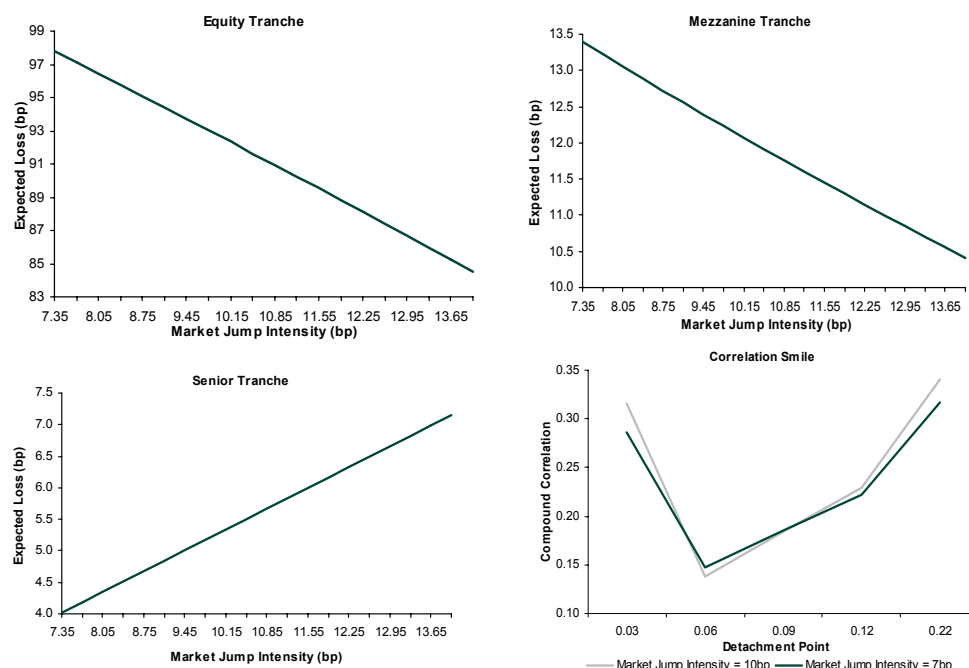 Equity Tranche
99
97
95
93
91
89
87
85
83
Expected Loss (bp)
7.35 8.05 8.75 9.45 10.15 10.85 11.55 12.25 12.95 13.65
Market Jump Intensity (bp)
Mezzanine Tranche
13.5
13.0
12.5
12.0
11.5
11.0
10.5
10.0
Expected Loss (bp)
7.35 8.05 8.75 9.45 10.15 10.85 11.55 12.25 12.95 13.65
Market Jump Intensity (bp)
Senior Tranche
7.5
7.0
6.5
6.0
5.5
5.0
4.5
4.0
Expected Loss (bp)
7.35 8.05 8.75 9.45 10.15 10.85 11.55 12.25 12.95 13.65
Market Jump Intensity (bp)
Correlation Smile
0.35
0.30
0.25
0.20
0.15
0.10
Compound Correlation
0.03 0.06 0.09 0.12 0.22
Detachment Point
Market Jump Intensity = 10bp Market Jump Intensity = 7bp